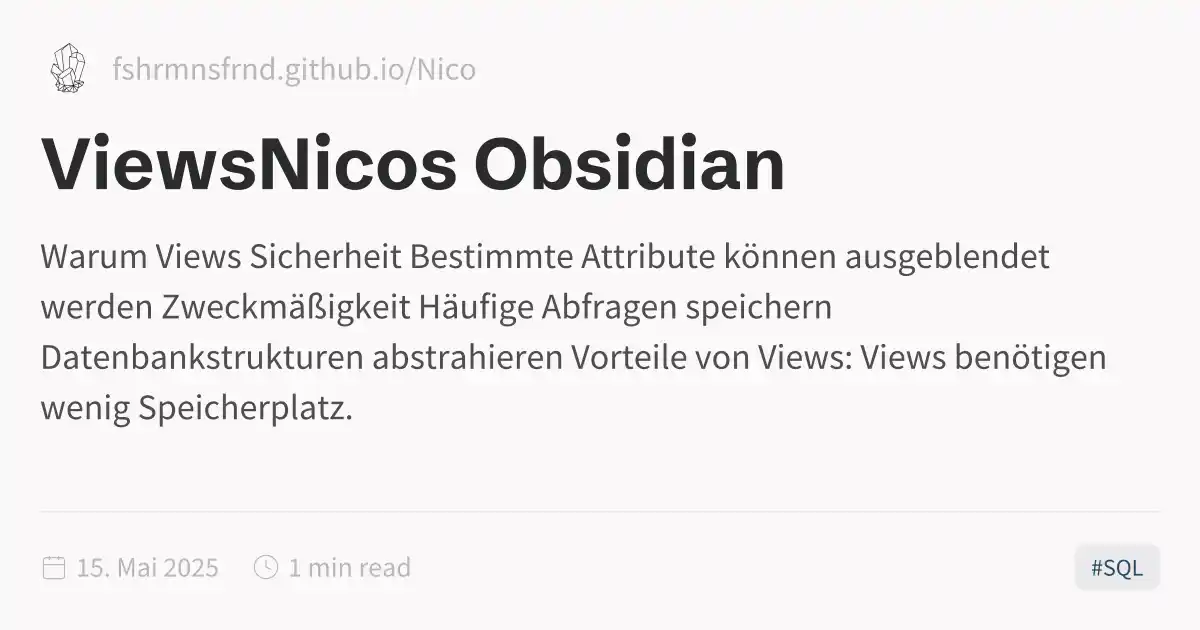 fshrmnsfrnd.github.io/Nico
ViewsNicos Obsidian
Warum Views Sicherheit Bestimmte Attribute können ausgeblendet
werden Zweckmäßigkeit Häufige Abfragen speichern
Datenbankstrukturen abstrahieren Vorteile von Views: Views benötigen
wenig Speicherplatz.
15. Mai 2025 1 min read #SQL